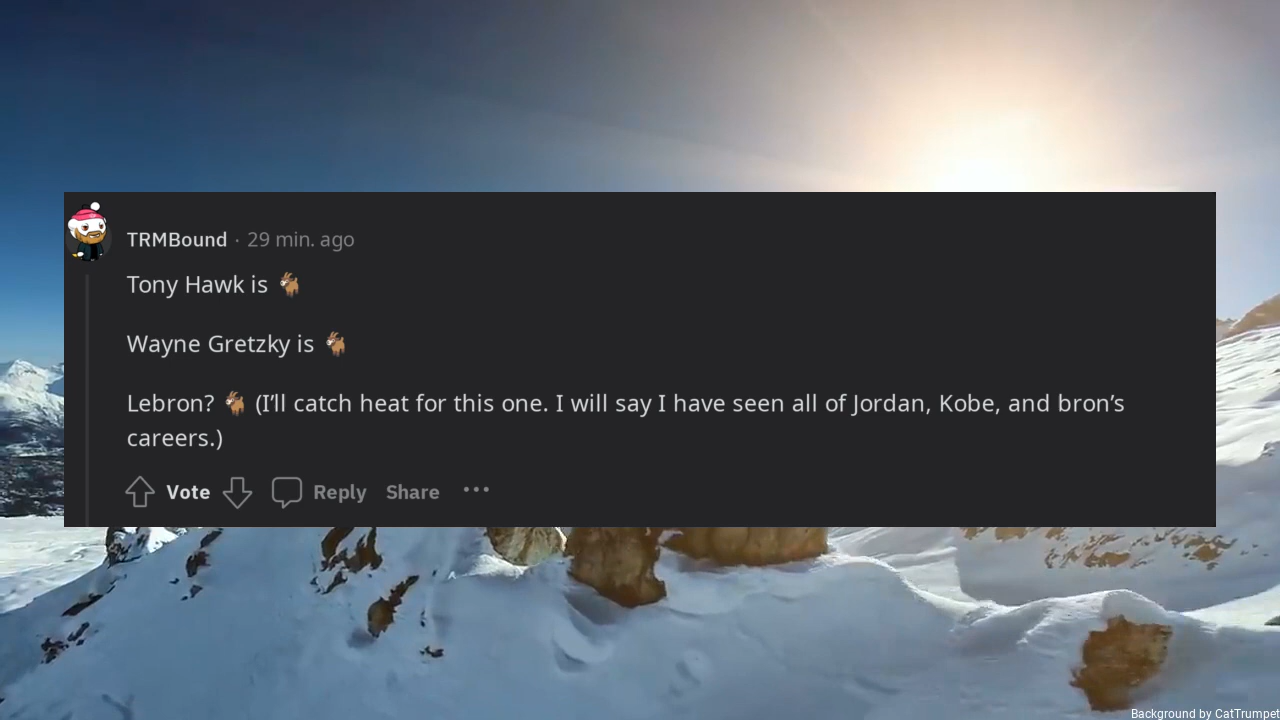 TRMBound · 29 min. ago
Tony Hawk is 🐐
Wayne Gretzky is 🐐
Lebron? 🐐 (I’ll catch heat for this one. I will say I have seen all of Jordan, Kobe, and bron’s
careers.)
Vote Reply Share ···
Background by CatTrumpet